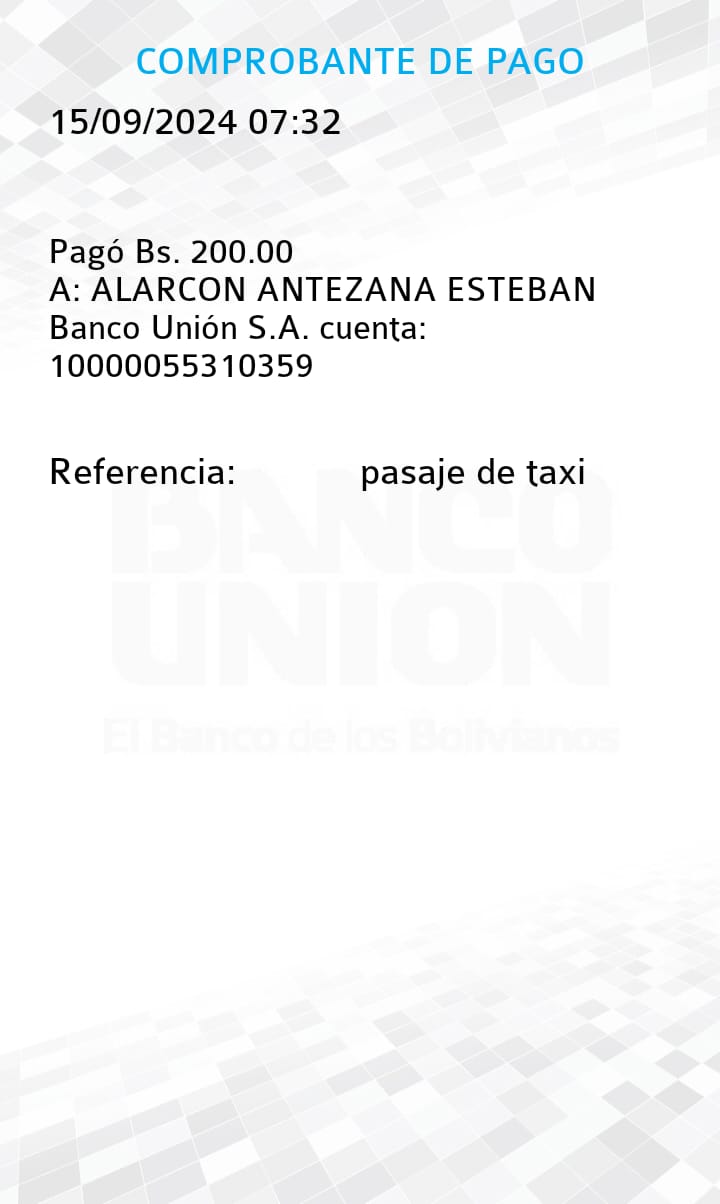 COMPROBANTE DE PAGO
15/09/2024 07:32
Pagó Bs. 200.00
A: ALARCON ANTEZANA ESTEBAN
Banco Unión S.A. cuenta:
10000055310359
Referencia: pasaje de taxi
BANCO
UNION
El Banco de los Bolivianos